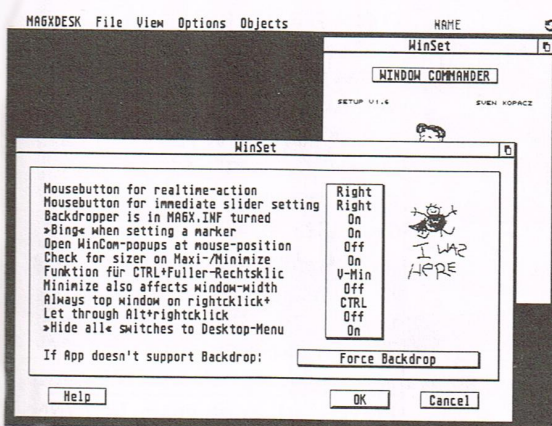 MAGXDESK File View Options Objects NAME
WinSet
WINDOW COMMANDER
SETUP V1.6 SVEN KOPACZ
WinSet
Mousebutton for realtime-action Right
Mousebutton for immediate slider setting Right
Backdropper is in MAGX.INF turned On
»Bing« when setting a marker On
Open WinCom-popups at mouse-position Off
Check for sizer on Maxi-/Minimize On
Funktion für CTRL+Fuller-Rechtsklic V-Min
Minimize also affects window-width Off
Always top window on rightclick+ CTRL
Let through Alt+rightclick Off
»Hide all« switches to Desktop-Menu On
I WAS
HERE
If App doesn't support Backdrop: Force Backdrop
Help OK Cancel